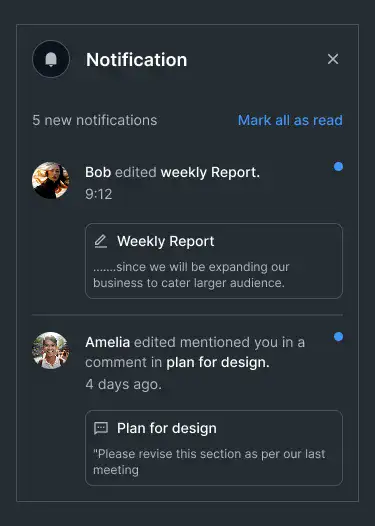 Notification
5 new notifications Mark all as read
Bob edited weekly Report.
9:12
Weekly Report
.......since we will be expanding our
business to cater larger audience.
Amelia edited mentioned you in a
comment in plan for design.
4 days ago.
Plan for design
"Please revise this section as per our last
meeting